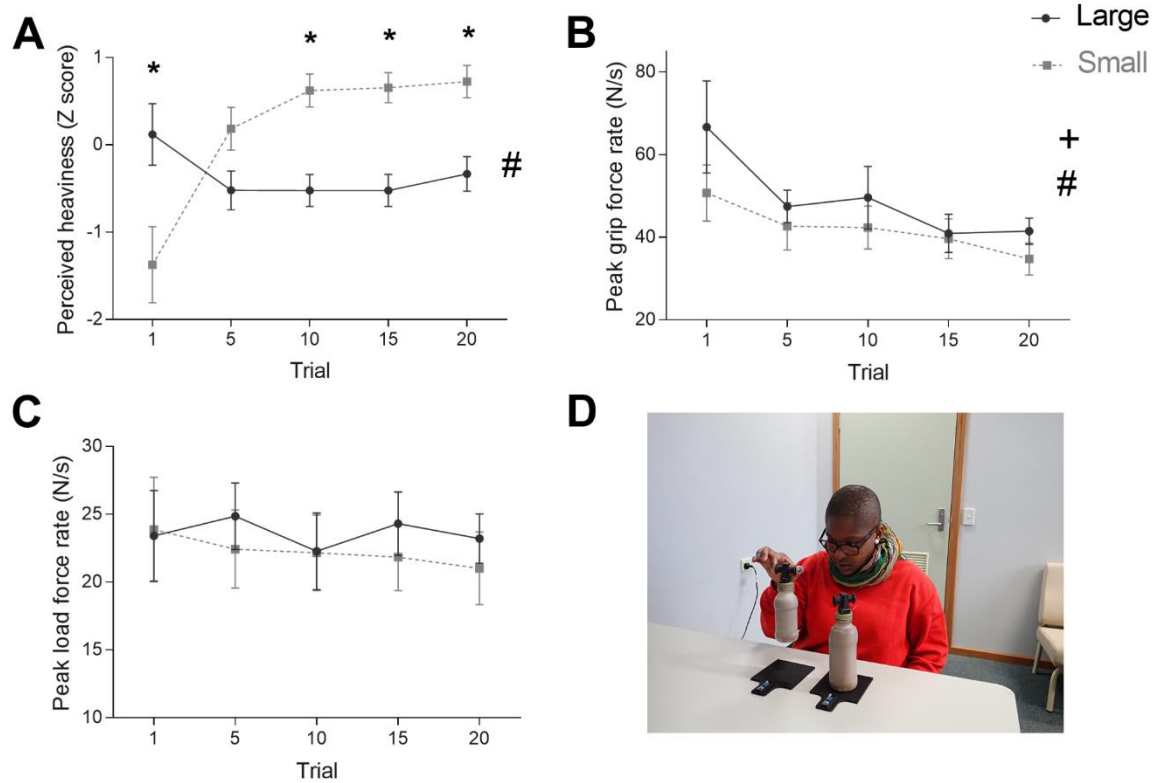 A
Perceived heaviness (Z score)
* * * * #
1
0
-1
-2
1 5 10 15 20
Trial
B
Large
Small
Peak grip force rate (N/s)
80
60
40
20
+
#
1 5 10 15 20
Trial
C
Peak load force rate (N/s)
30
25
20
15
10
1 5 10 15 20
Trial
D